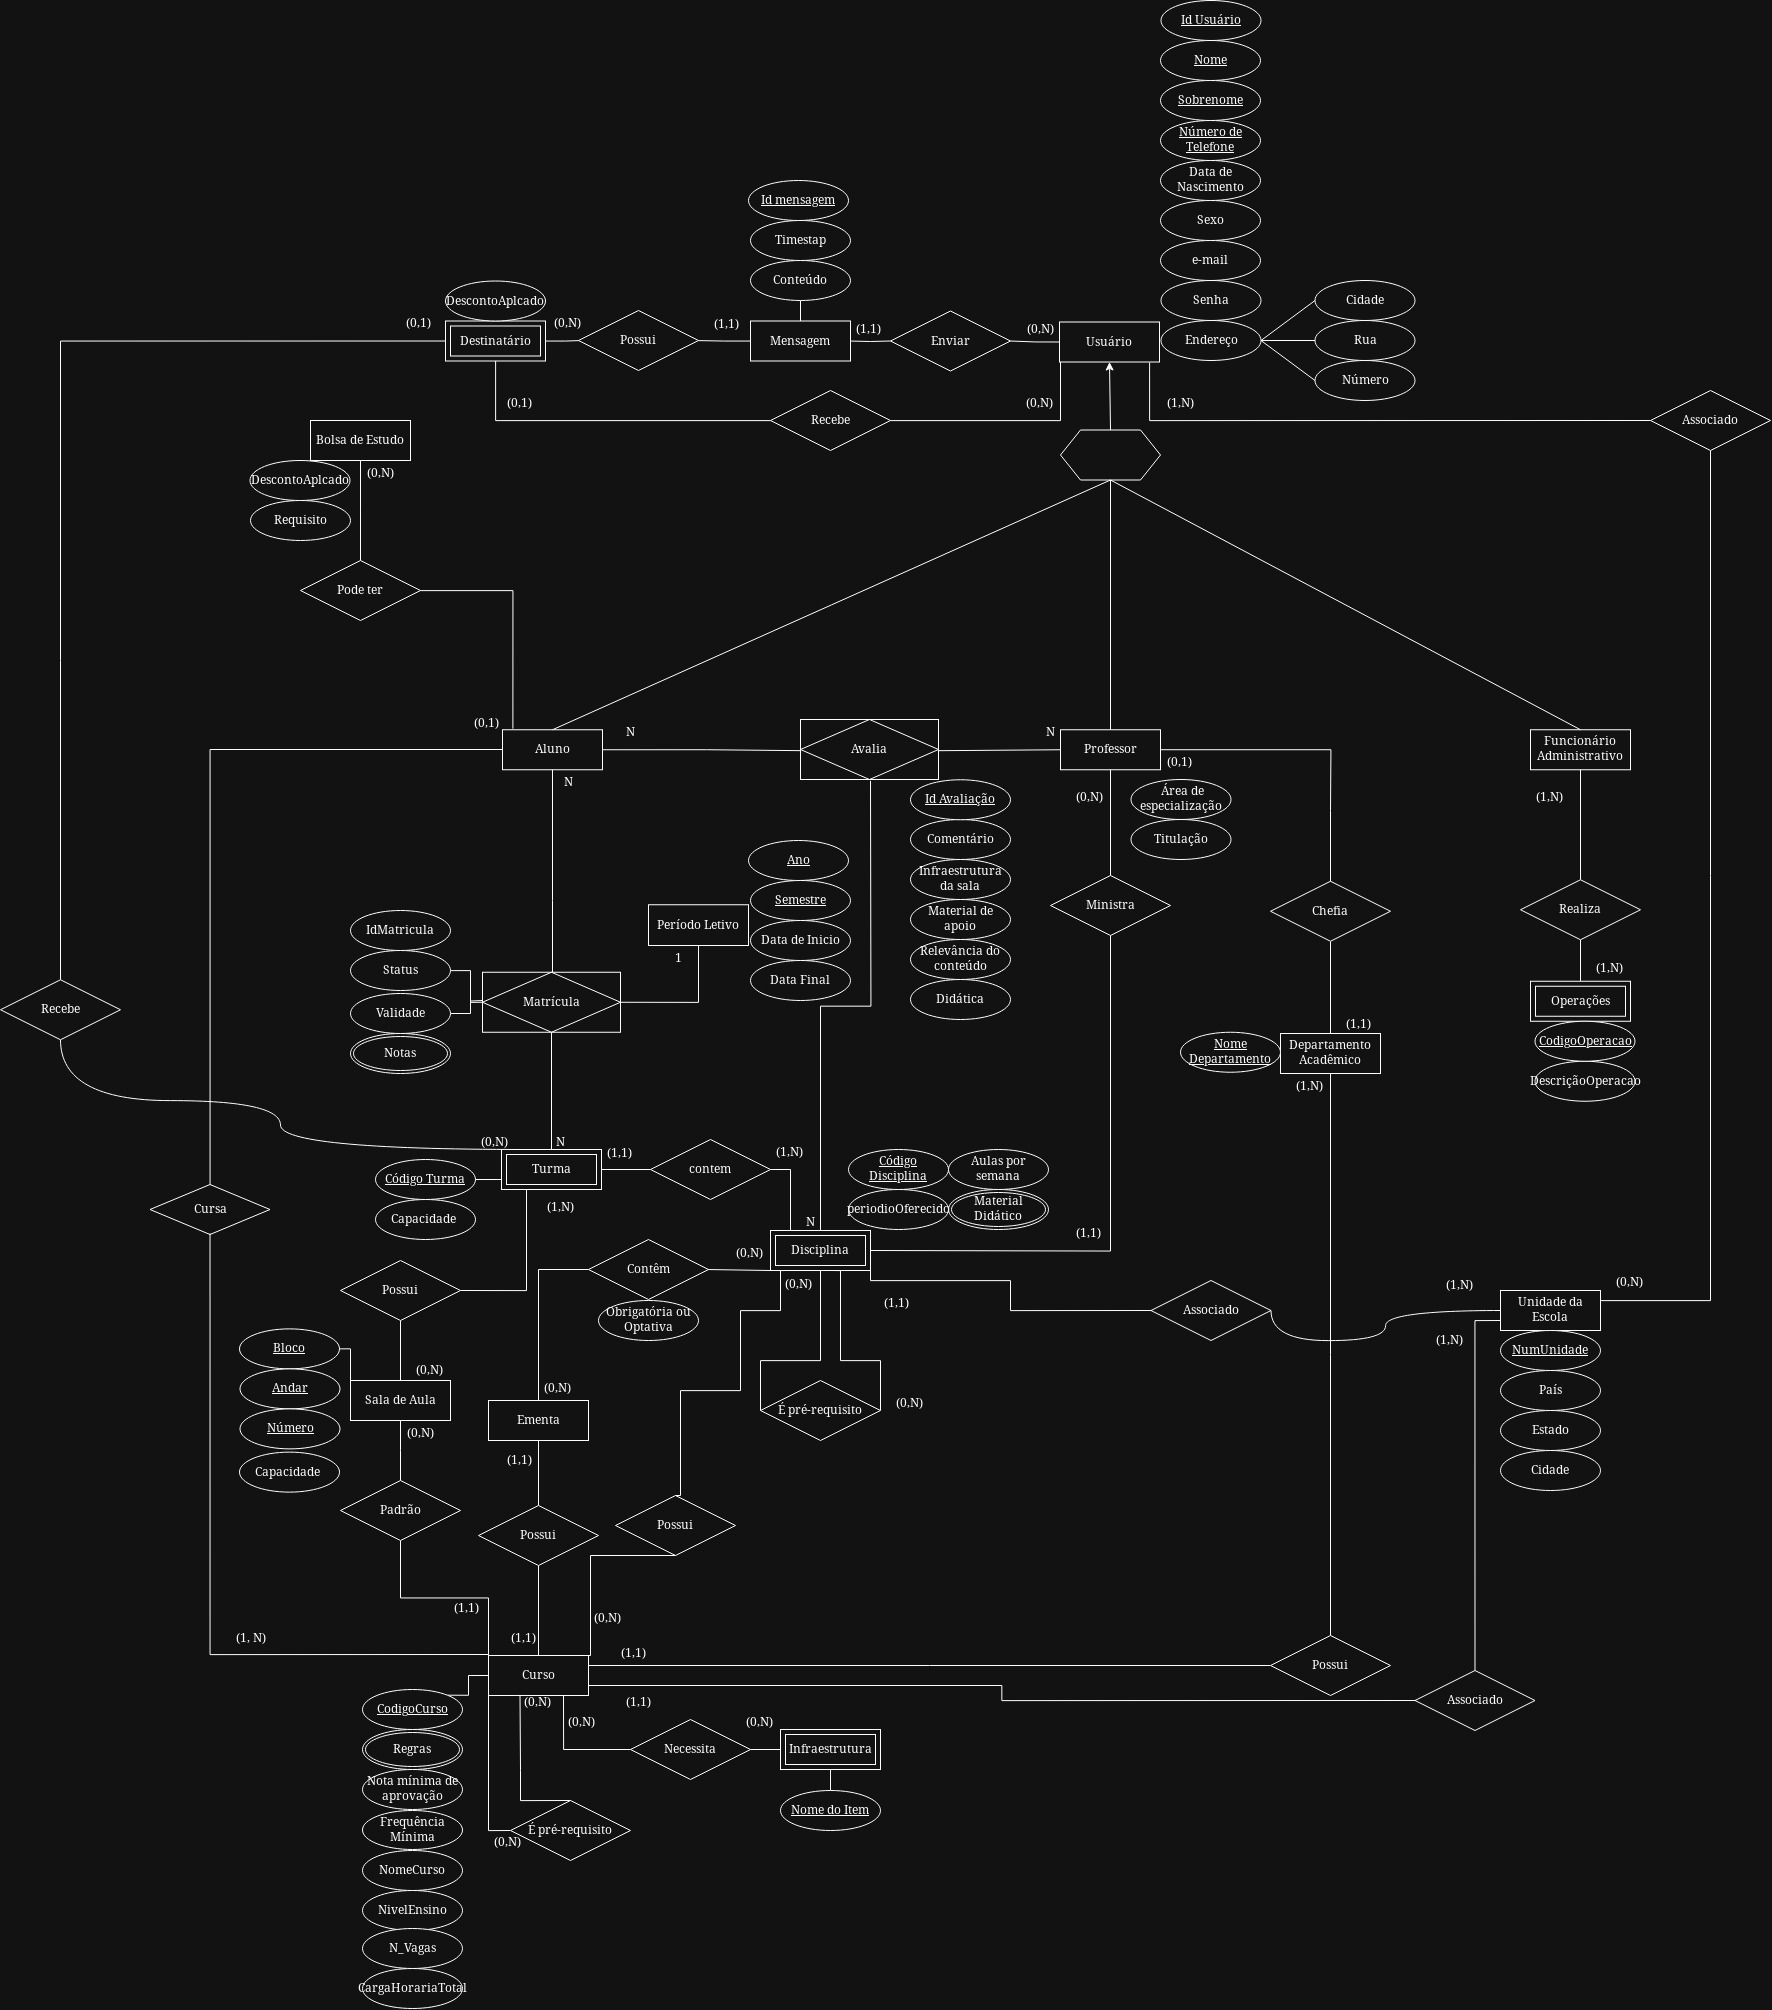 Id Usuário
Nome
Sobrenome
Número de
Telefone
Data de
Nascimento
Sexo
e-mail
Senha
Endereço
Cidade
Rua
Número
Id mensagem
Timestap
Conteúdo
DescontoAplcado
(0,1)
Destinatário
(0,N)
Possui
(1,1)
Mensagem
(1,1)
Enviar
(0,N)
Usuário
(0,1)
Recebe
(0,N)
(1,N)
Associado
Bolsa de Estudo
(0,N)
DescontoAplcado
Requisito
Pode ter
(0,1)
Aluno
N
Avalia
N
Professor
(0,1)
Funcionário
Administrativo
N
(0,N)
(1,N)
Área de
especialização
Titulação
Id Avaliação
Comentário
Infraestrutura
da sala
Material de
apoio
Relevância do
conteúdo
Didática
Ano
Semestre
Data de Inicio
Data Final
Período Letivo
1
Ministra
Chefia
Realiza
IdMatricula
Status
Validade
Notas
Matrícula
Recebe
(1,N)
Operações
CodigoOperacao
DescriçãoOperacao
(1,1)
Nome
Departamento
Departamento
Acadêmico
(1,N)
(0,N)
N
Turma
(1,1)
contem
(1,N)
Código Turma
Capacidade
(1,N)
Código
Disciplina
Aulas por
semana
periodioOferecido
Material
Didático
Cursa
N
Disciplina
(1,1)
(0,N)
Contêm
Obrigatória ou
Optativa
(0,N)
(1,1)
Associado
(1,N)
(0,N)
Unidade da
Escola
(1,N)
NumUnidade
País
Estado
Cidade
Possui
Bloco
Andar
Número
Capacidade
(0,N)
Sala de Aula
(0,N)
(0,N)
Ementa
(1,1)
É pré-requisito
(0,N)
Padrão
Possui
Possui
(1,1)
(1, N)
(1,1)
(0,N)
(1,1)
Possui
Curso
(0,N)
(1,1)
Associado
CodigoCurso
Regras
Nota mínima de
aprovação
Frequência
Mínima
NomeCurso
NivelEnsino
N_Vagas
CargaHorariaTotal
(0,N)
Necessita
(0,N)
Infraestrutura
Nome do Item
É pré-requisito
(0,N)